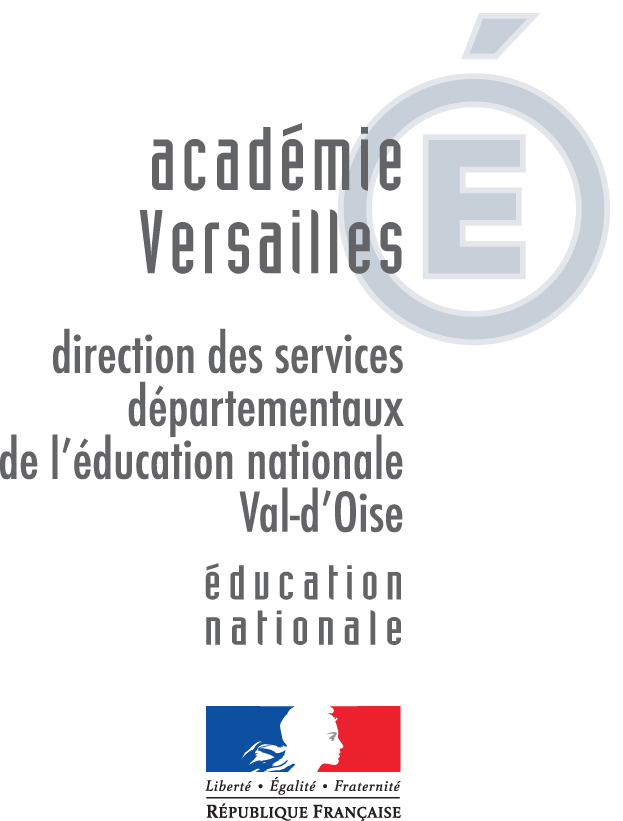 É
académie
Versailles
direction des services
départementaux
de l'éducation nationale
Val-d'Oise
éducation
nationale
Liberté • Égalité • Fraternité
RÉPUBLIQUE FRANÇAISE